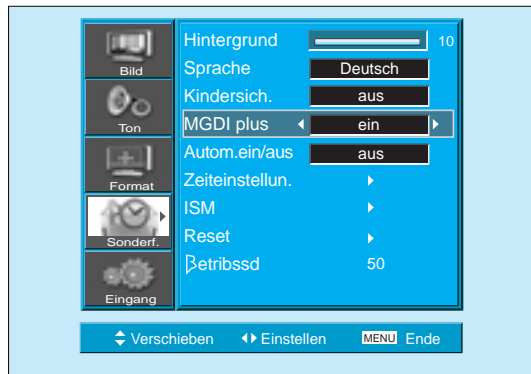 Bild
Ton
Format
Sonderf.
Eingang
Hintergrund 10
Sprache Deutsch
Kindersich. aus
MGDI plus ein
Autom.ein/aus aus
Zeiteinstellun.
ISM
Reset
βetribssd 50
Verschieben Einstellen MENU Ende